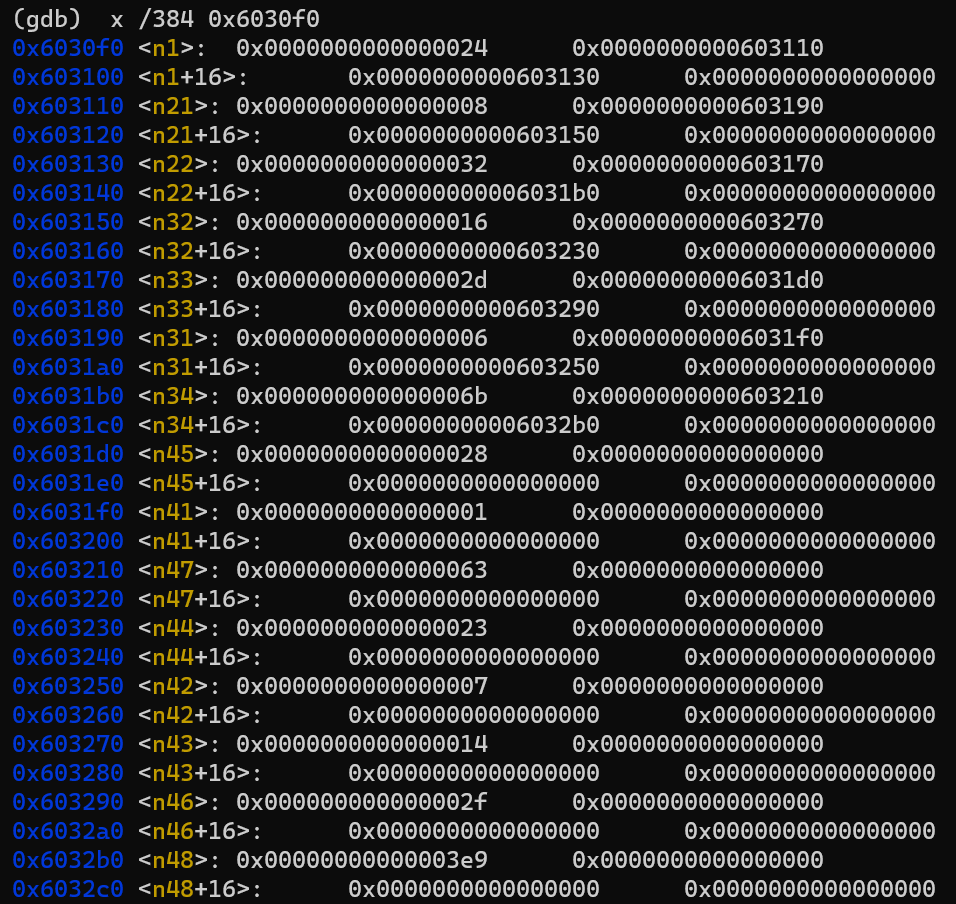 (gdb)  x /384 0x6030f0
0x6030f0 <n1>:  0x0000000000000024      0x0000000000603110
0x603100 <n1+16>:       0x0000000000603130      0x0000000000000000
0x603110 <n21>: 0x0000000000000008      0x0000000000603190
0x603120 <n21+16>:      0x0000000000603150      0x0000000000000000
0x603130 <n22>: 0x0000000000000032      0x0000000000603170
0x603140 <n22+16>:      0x00000000006031b0      0x0000000000000000
0x603150 <n32>: 0x0000000000000016      0x0000000000603270
0x603160 <n32+16>:      0x0000000000603230      0x0000000000000000
0x603170 <n33>: 0x000000000000002d      0x00000000006031d0
0x603180 <n33+16>:      0x0000000000603290      0x0000000000000000
0x603190 <n31>: 0x0000000000000006      0x00000000006031f0
0x6031a0 <n31+16>:      0x0000000000603250      0x0000000000000000
0x6031b0 <n34>: 0x000000000000006b      0x0000000000603210
0x6031c0 <n34+16>:      0x00000000006032b0      0x0000000000000000
0x6031d0 <n45>: 0x0000000000000028      0x0000000000000000
0x6031e0 <n45+16>:      0x0000000000000000      0x0000000000000000
0x6031f0 <n41>: 0x0000000000000001      0x0000000000000000
0x603200 <n41+16>:      0x0000000000000000      0x0000000000000000
0x603210 <n47>: 0x0000000000000063      0x0000000000000000
0x603220 <n47+16>:      0x0000000000000000      0x0000000000000000
0x603230 <n44>: 0x0000000000000023      0x0000000000000000
0x603240 <n44+16>:      0x0000000000000000      0x0000000000000000
0x603250 <n42>: 0x0000000000000007      0x0000000000000000
0x603260 <n42+16>:      0x0000000000000000      0x0000000000000000
0x603270 <n43>: 0x0000000000000014      0x0000000000000000
0x603280 <n43+16>:      0x0000000000000000      0x0000000000000000
0x603290 <n46>: 0x000000000000002f      0x0000000000000000
0x6032a0 <n46+16>:      0x0000000000000000      0x0000000000000000
0x6032b0 <n48>: 0x00000000000003e9      0x0000000000000000
0x6032c0 <n48+16>:      0x0000000000000000      0x0000000000000000